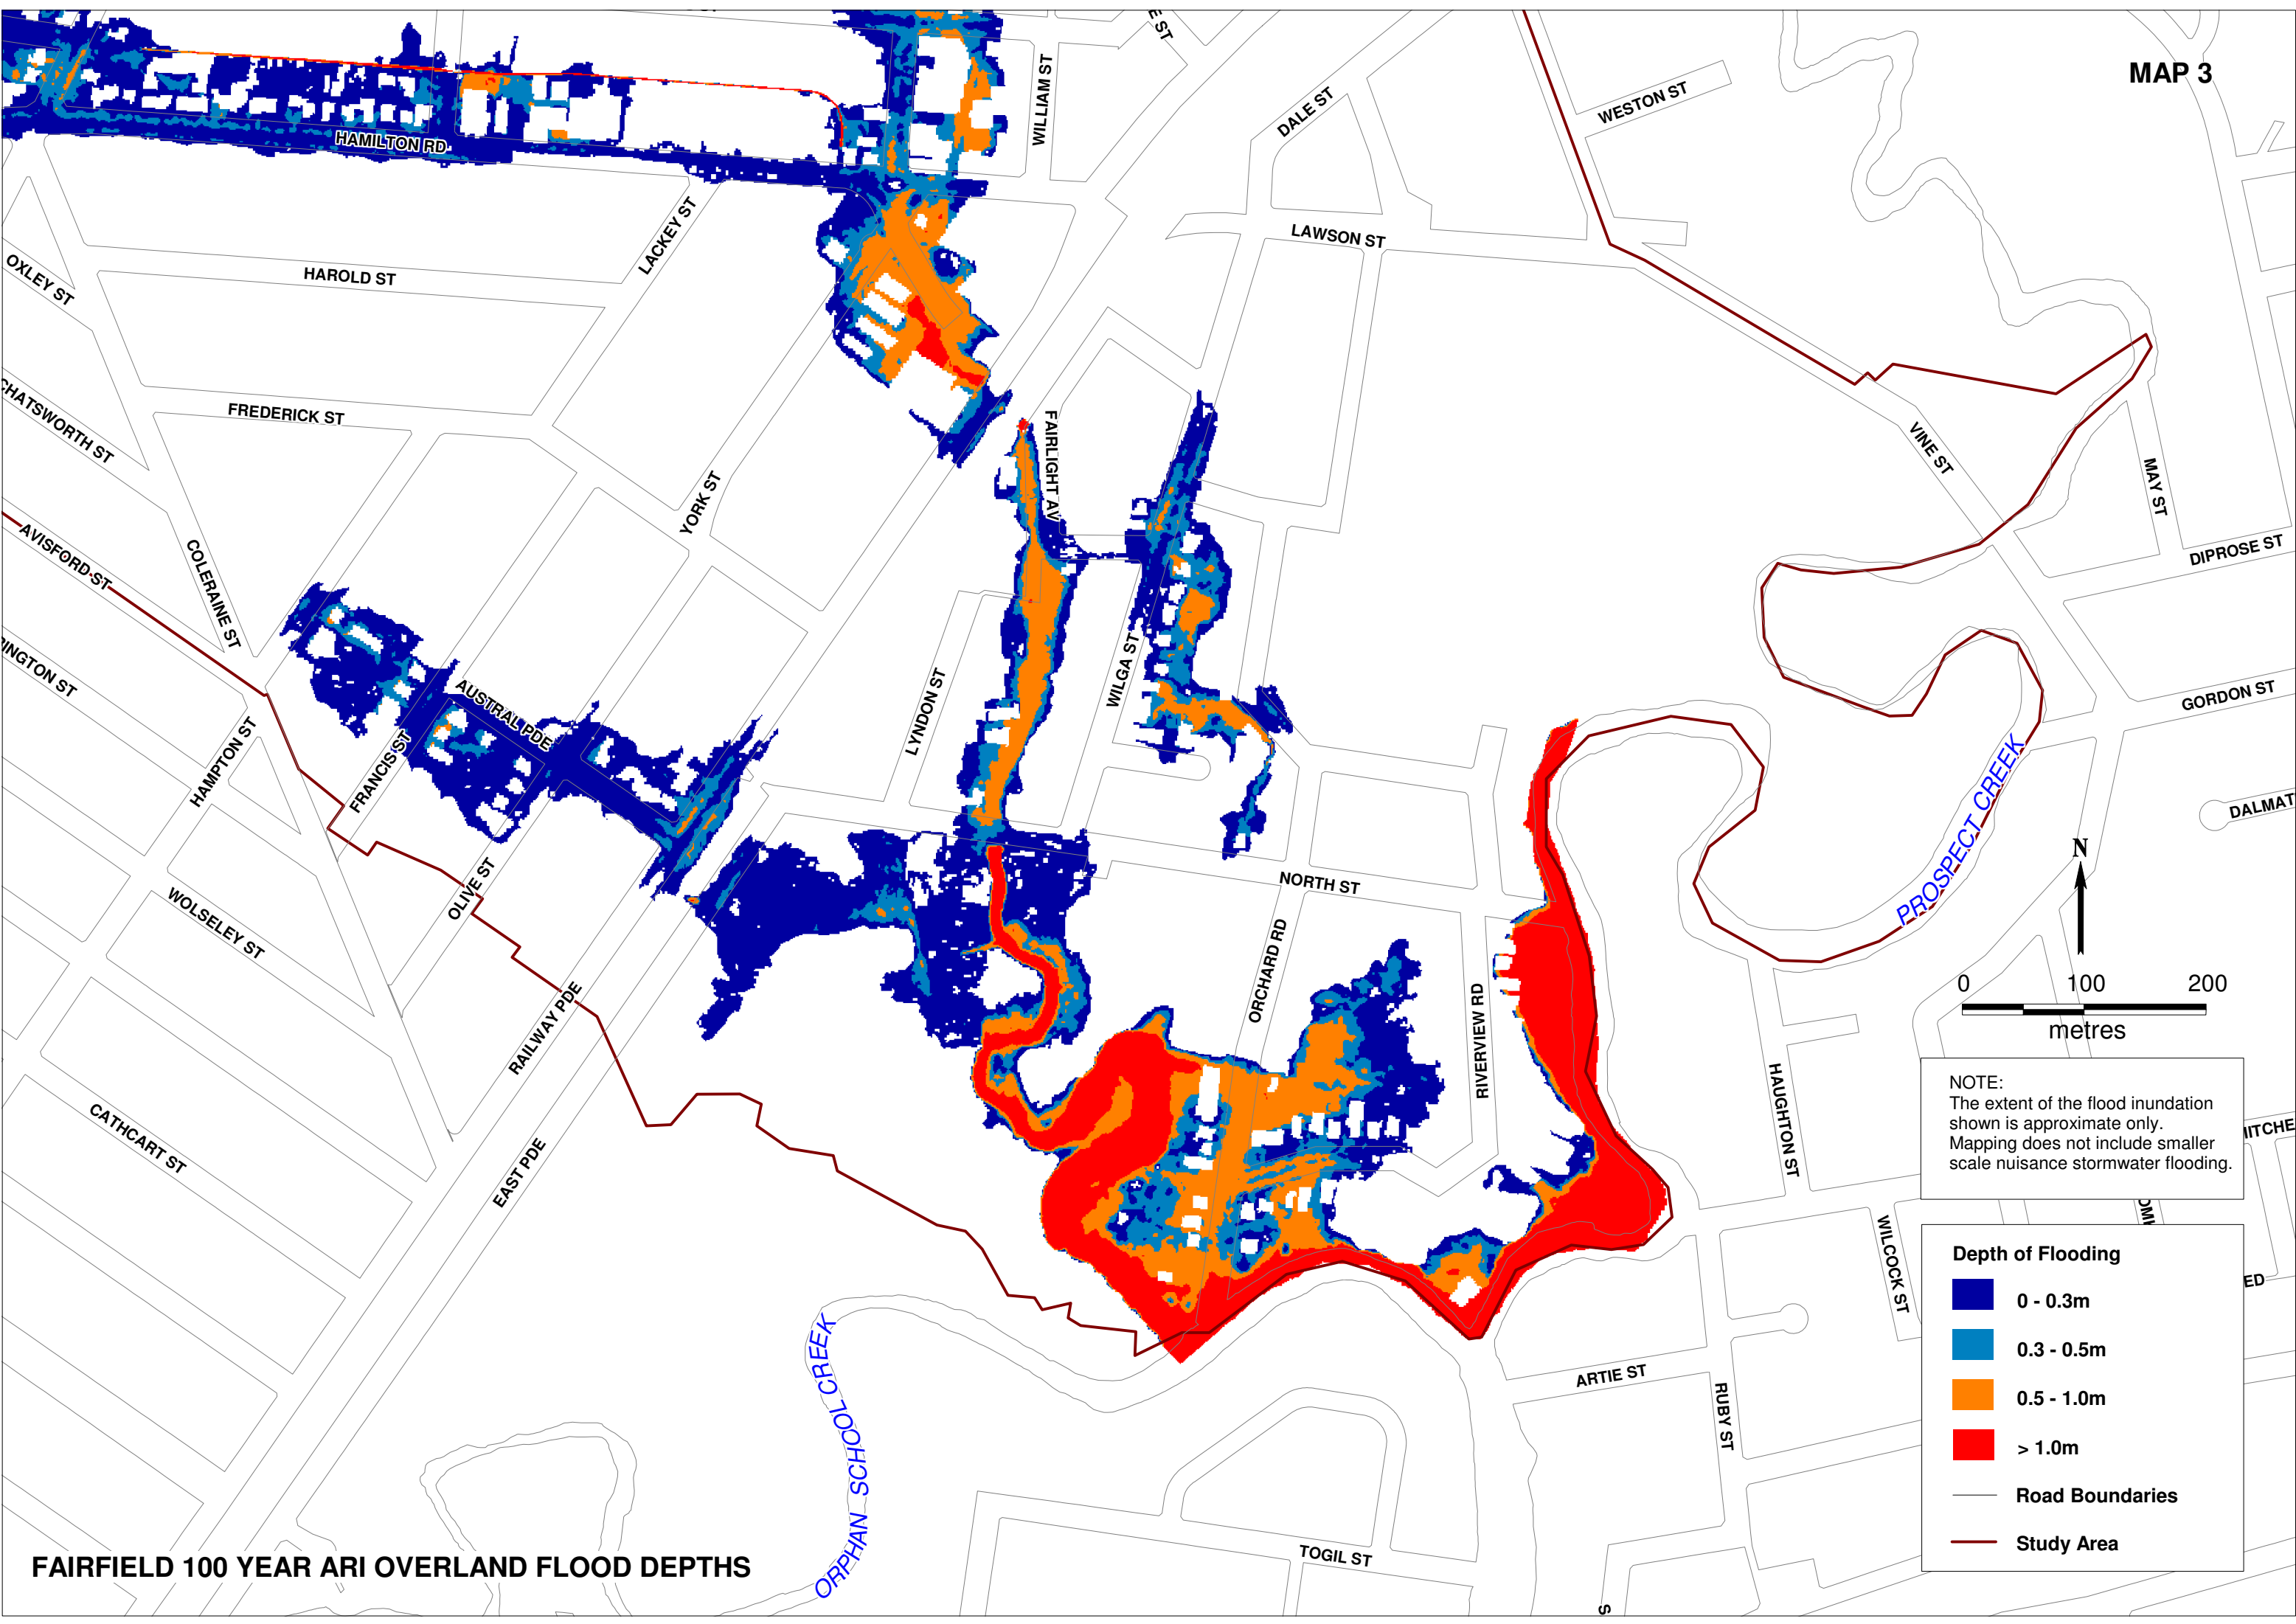 MAP 3
WILLIAM ST
E ST
DALE ST
WESTON ST
HAMILTON RD
LACKEY ST
LAWSON ST
OXLEY ST
HAROLD ST
CHATSWORTH ST
FREDERICK ST
FAIRLIGHT AV
VINE ST
MAY ST
YORK ST
AVISFORD ST
COLERAINE ST
DIPROSE ST
INGTON ST
AUSTRAL PDE
LYNDON ST
WILGA ST
GORDON ST
HAMPTON ST
FRANCIS ST
PROSPECT CREEK
DALMAT
N
OLIVE ST
NORTH ST
WOLSELEY ST
ORCHARD RD
RIVERVIEW RD
RAILWAY PDE
0 100 200
metres
HAUGHTON ST
NOTE:
The extent of the flood inundation
shown is approximate only.
Mapping does not include smaller
scale nuisance stormwater flooding.
ITCHE
CATHCART ST
EAST PDE
WILCOCK ST
OMH
ED
Depth of Flooding
0 - 0.3m
0.3 - 0.5m
0.5 - 1.0m
> 1.0m
Road Boundaries
Study Area
ORPHAN SCHOOL CREEK
ARTIE ST
RUBY ST
TOGIL ST
S
FAIRFIELD 100 YEAR ARI OVERLAND FLOOD DEPTHS